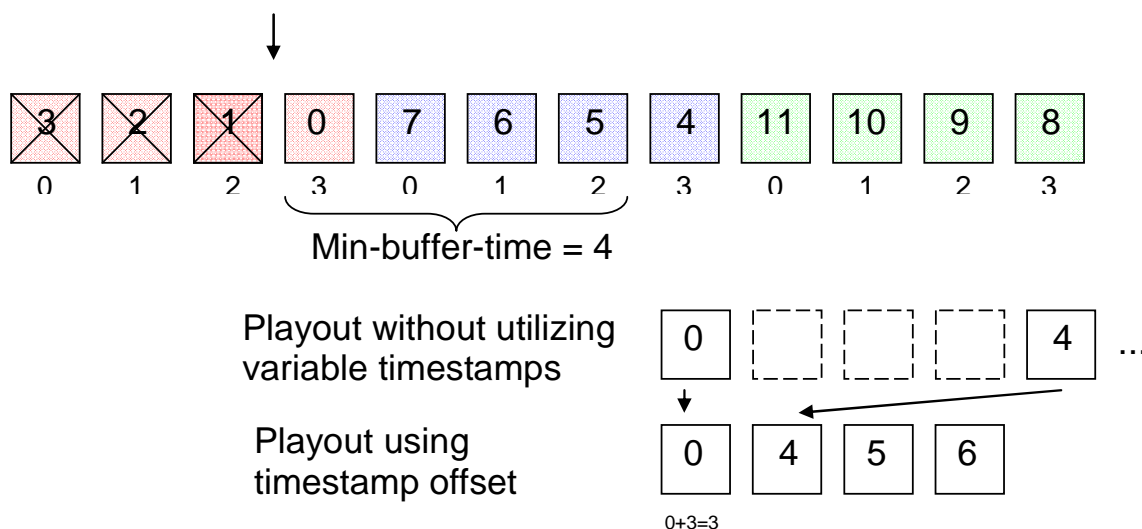 3 2 1 0 7 6 5 4 11 10 9 8
0 1 2 3 0 1 2 3 0 1 2 3
Min-buffer-time = 4
Playout without utilizing
variable timestamps
0 4 ...
Playout using
timestamp offset
0 4 5 6
0+3=3